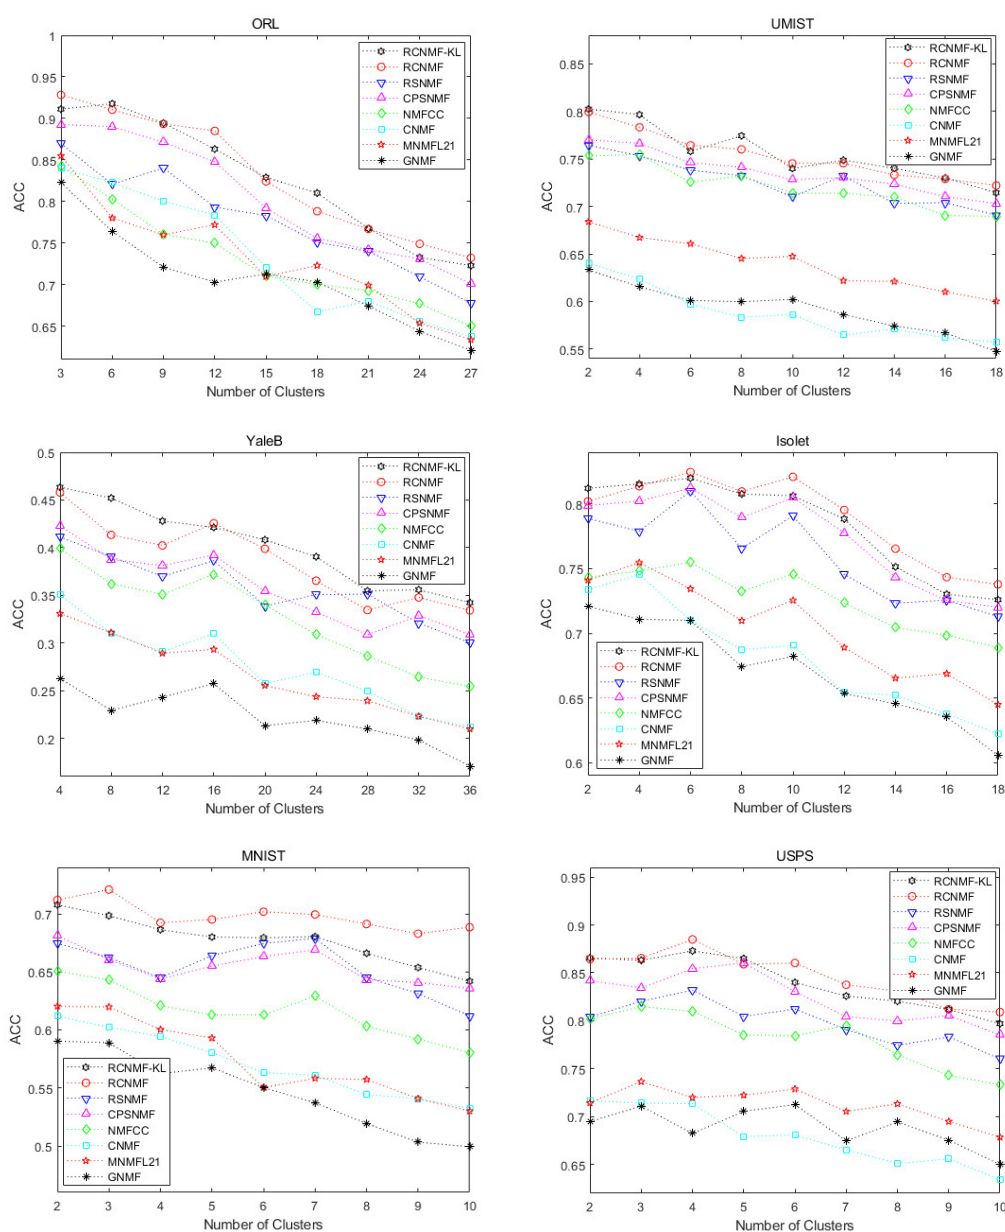 ORL
1
0.95
0.9
0.85
0.8
0.75
0.7
0.65
ACC
3 6 9 12 15 18 21 24 27
Number of Clusters
RCNMF-KL
RCNMF
RSNMF
CPSNMF
NMFCC
CNMF
MNMFL21
GNMF
UMIST
0.85
0.8
0.75
0.7
0.65
0.6
0.55
ACC
2 4 6 8 10 12 14 16 18
Number of Clusters
RCNMF-KL
RCNMF
RSNMF
CPSNMF
NMFCC
CNMF
MNMFL21
GNMF
YaleB
0.5
0.45
0.4
0.35
0.3
0.25
0.2
ACC
4 8 12 16 20 24 28 32 36
Number of Clusters
RCNMF-KL
RCNMF
RSNMF
CPSNMF
NMFCC
CNMF
MNMFL21
GNMF
Isolet
0.8
0.75
0.7
0.65
0.6
ACC
2 4 6 8 10 12 14 16 18
Number of Clusters
RCNMF-KL
RCNMF
RSNMF
CPSNMF
NMFCC
CNMF
MNMFL21
GNMF
MNIST
0.7
0.65
0.6
0.55
0.5
ACC
2 3 4 5 6 7 8 9 10
Number of Clusters
RCNMF-KL
RCNMF
RSNMF
CPSNMF
NMFCC
CNMF
MNMFL21
GNMF
USPS
0.95
0.9
0.85
0.8
0.75
0.7
0.65
ACC
2 3 4 5 6 7 8 9 10
Number of Clusters
RCNMF-KL
RCNMF
RSNMF
CPSNMF
NMFCC
CNMF
MNMFL21
GNMF